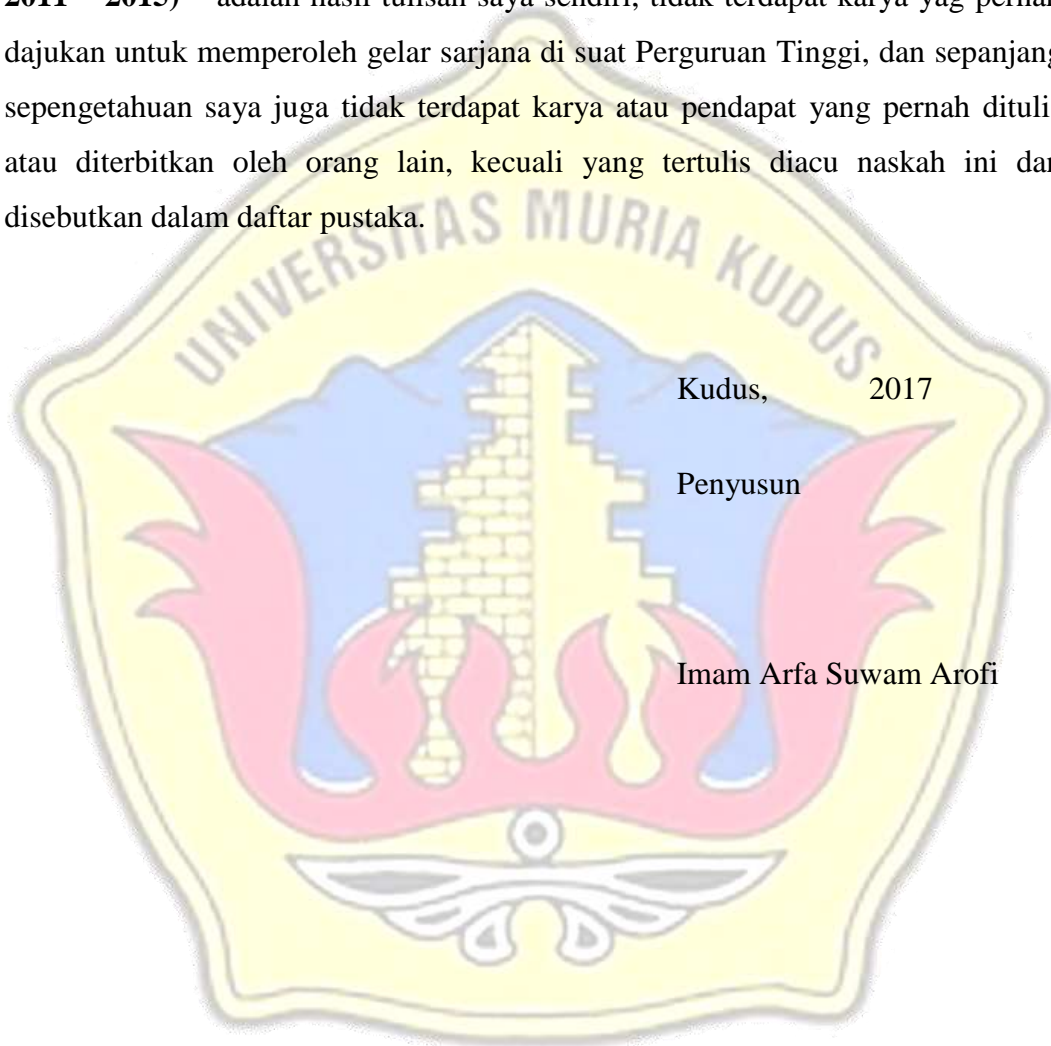 2011 – 2015)" adalah hasil tulisan saya sendiri, tidak terdapat karya yag pernah
dajukan untuk memperoleh gelar sarjana di suat Perguruan Tinggi, dan sepanjang
sepengetahuan saya juga tidak terdapat karya atau pendapat yang pernah dituli
atau diterbitkan oleh orang lain, kecuali yang tertulis diacu naskah ini dan
disebutkan dalam daftar pustaka.
UNIVERSITAS MURIA KUDUS
Kudus, 2017
Penyusun
Imam Arfa Suwam Arofi